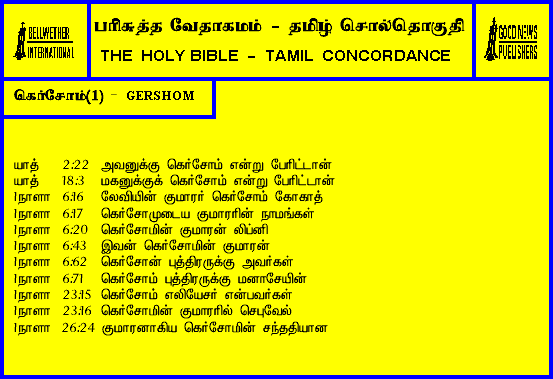 BELLWETHER
INTERNATIONAL
பரிசுத்த வேதாகமம் - தமிழ் சொல்தொகுதி
THE HOLY BIBLE - TAMIL CONCORDANCE
GOOD NEWS
PUBLISHERS
கெர்சோம்(1) - GERSHOM
யாத் 2:22 அவனுக்கு கெர்சோம் என்று பேரிட்டான்
யாத் 18:3 மகனுக்குக் கெர்சோம் என்று பேரிட்டான்
1நாளா 6:16 லேவியின் குமாரர் கெர்சோம் கோகாத்
1நாளா 6:17 கெர்சோமுடைய குமாரரின் நாமங்கள்
1நாளா 6:20 கெர்சோமின் குமாரன் லிப்னி
1நாளா 6:43 இவன் கெர்சோமின் குமாரன்
1நாளா 6:62 கெர்சோன் புத்திரருக்கு அவர்கள்
1நாளா 6:71 கெர்சோம் புத்திரருக்கு மனாசேயின்
1நாளா 23:15 கெர்சோம் எலியேசர் என்பவர்கள்
1நாளா 23:16 கெர்சோமின் குமாரரில் செபுவேல்
1நாளா 26:24 குமாரனாகிய கெர்சோமின் சந்ததியான